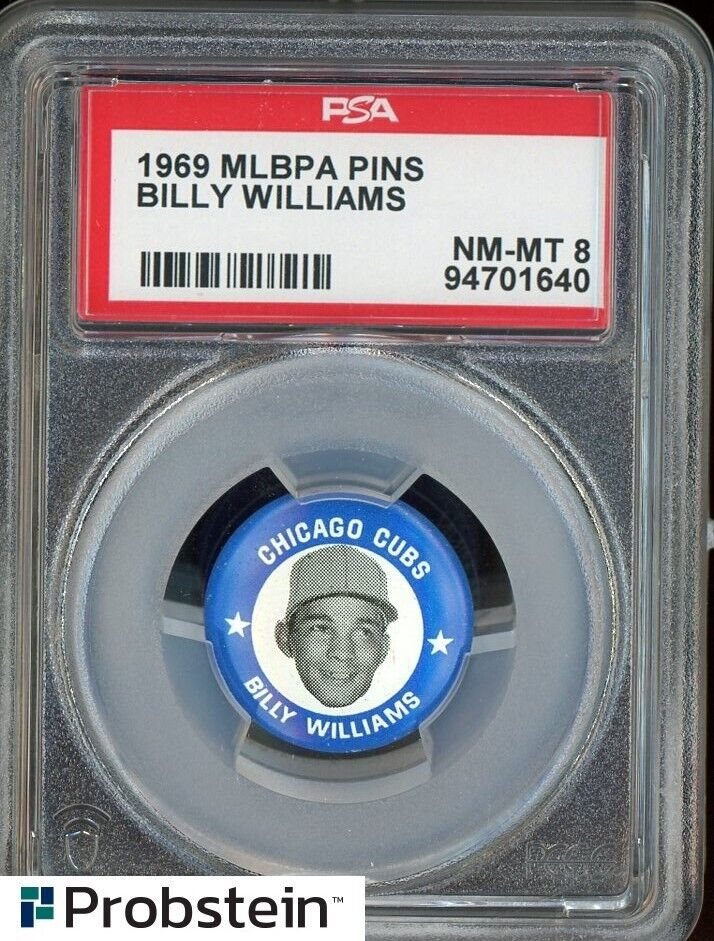 PSA
1969 MLBPA PINS
BILLY WILLIAMS
NM-MT 8
94701640
CHICAGO CUBS
BILLY WILLIAMS
Probstein™